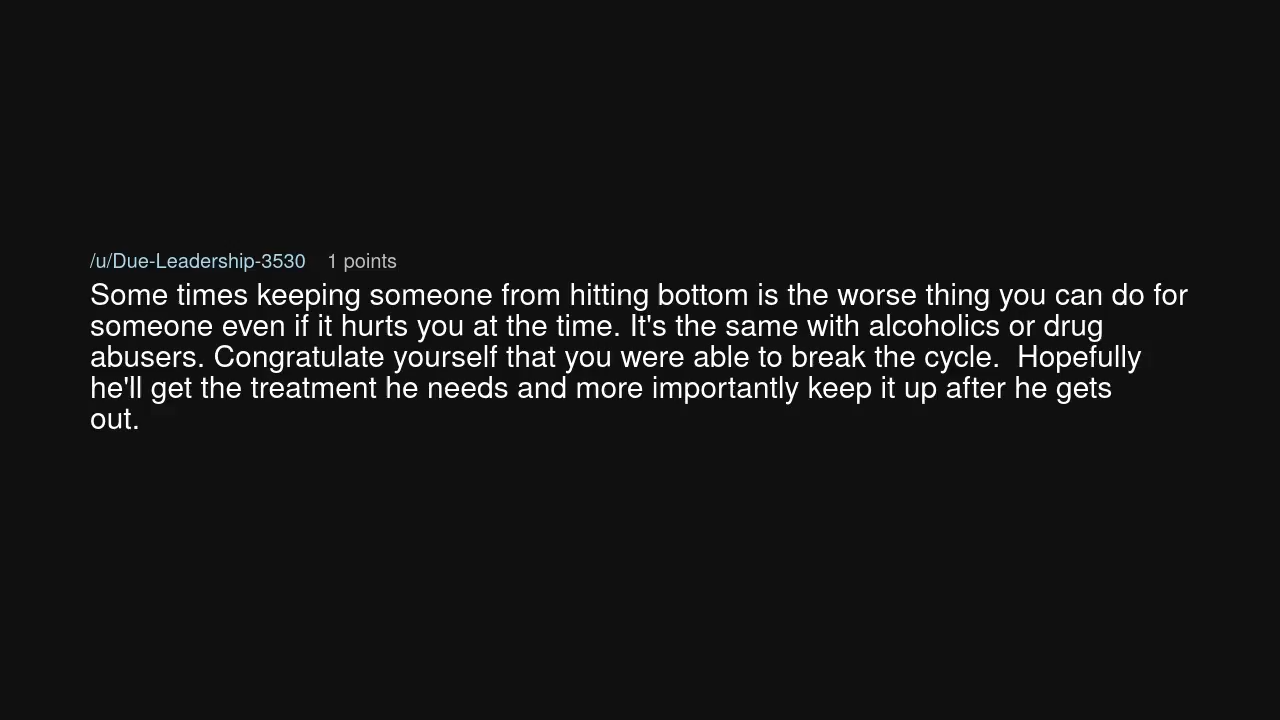 /u/Due-Leadership-3530 1 points
Some times keeping someone from hitting bottom is the worse thing you can do for
someone even if it hurts you at the time. It's the same with alcoholics or drug
abusers. Congratulate yourself that you were able to break the cycle.  Hopefully
he'll get the treatment he needs and more importantly keep it up after he gets
out.